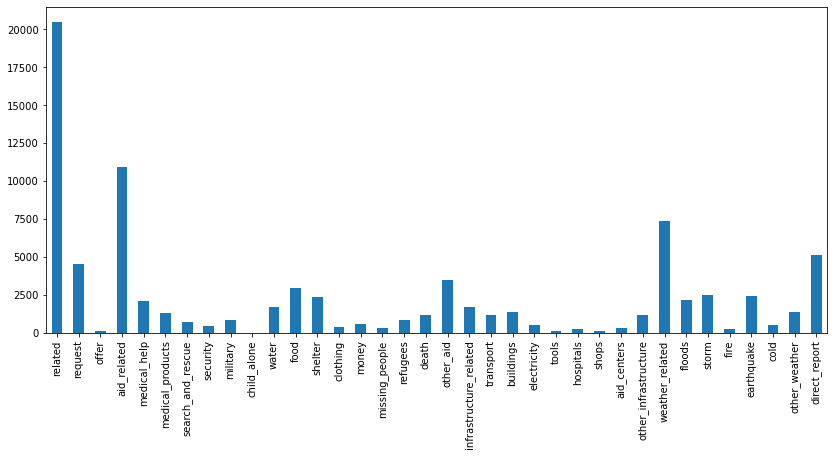 20000
17500
15000
12500
10000
7500
5000
2500
0
related
request
offer
aid_related
medical_help
medical_products
search_and_rescue
security
military
child_alone
water
food
shelter
clothing
money
missing_people
refugees
death
other_aid
infrastructure_related
transport
buildings
electricity
tools
hospitals
shops
aid_centers
other_infrastructure
weather_related
floods
storm
fire
earthquake
cold
other_weather
direct_report